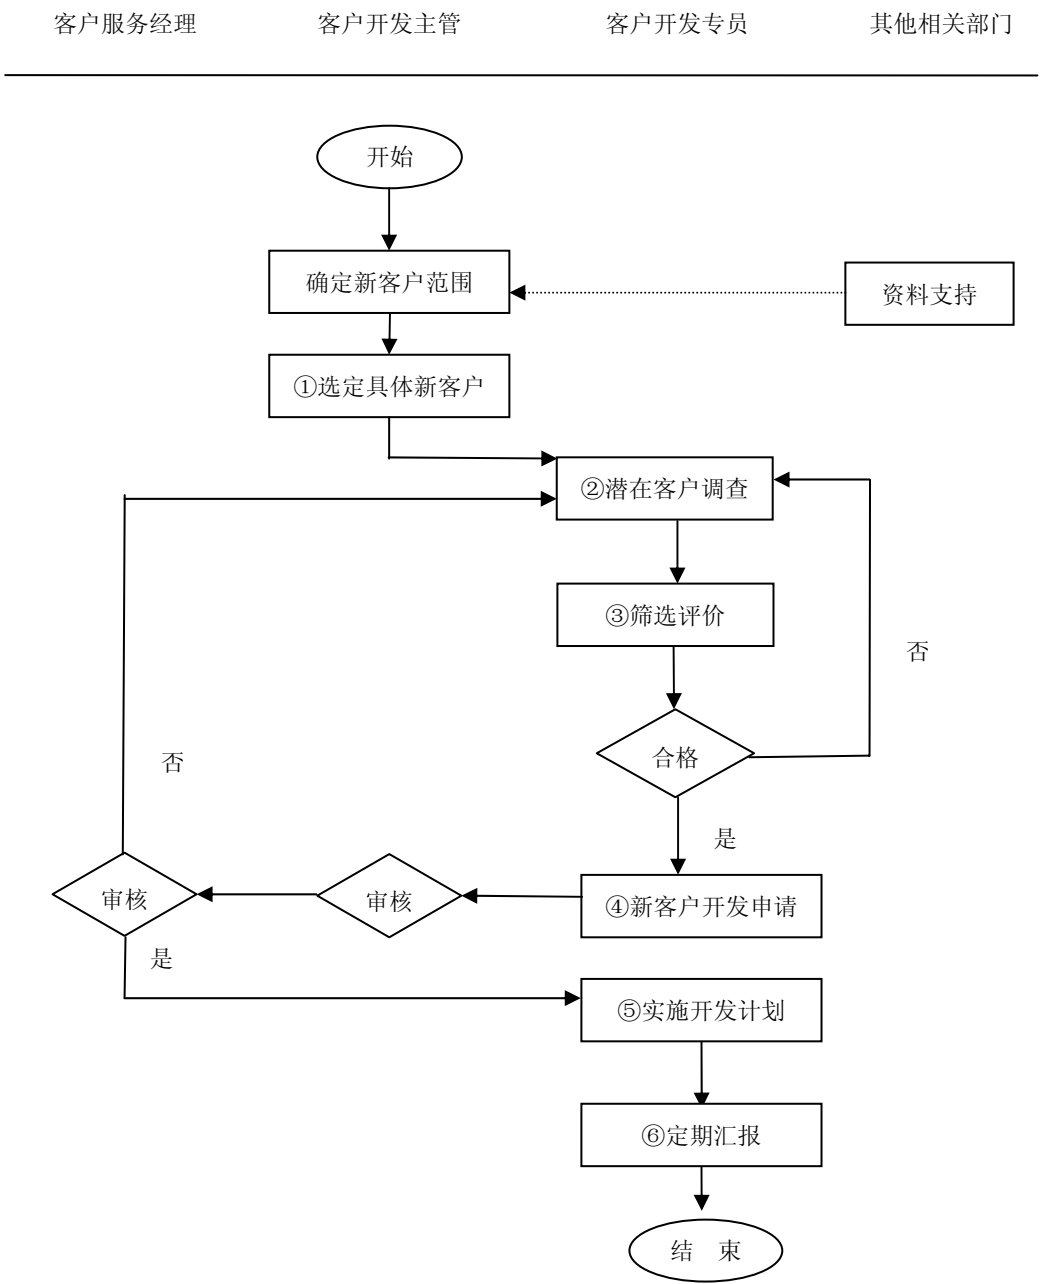 客户服务经理 客户开发主管 客户开发专员 其他相关部门
开始
确定新客户范围
资料支持
①选定具体新客户
②潜在客户调查
③筛选评价
否
合格
否
是
审核
审核
④新客户开发申请
是
⑤实施开发计划
⑥定期汇报
结 束